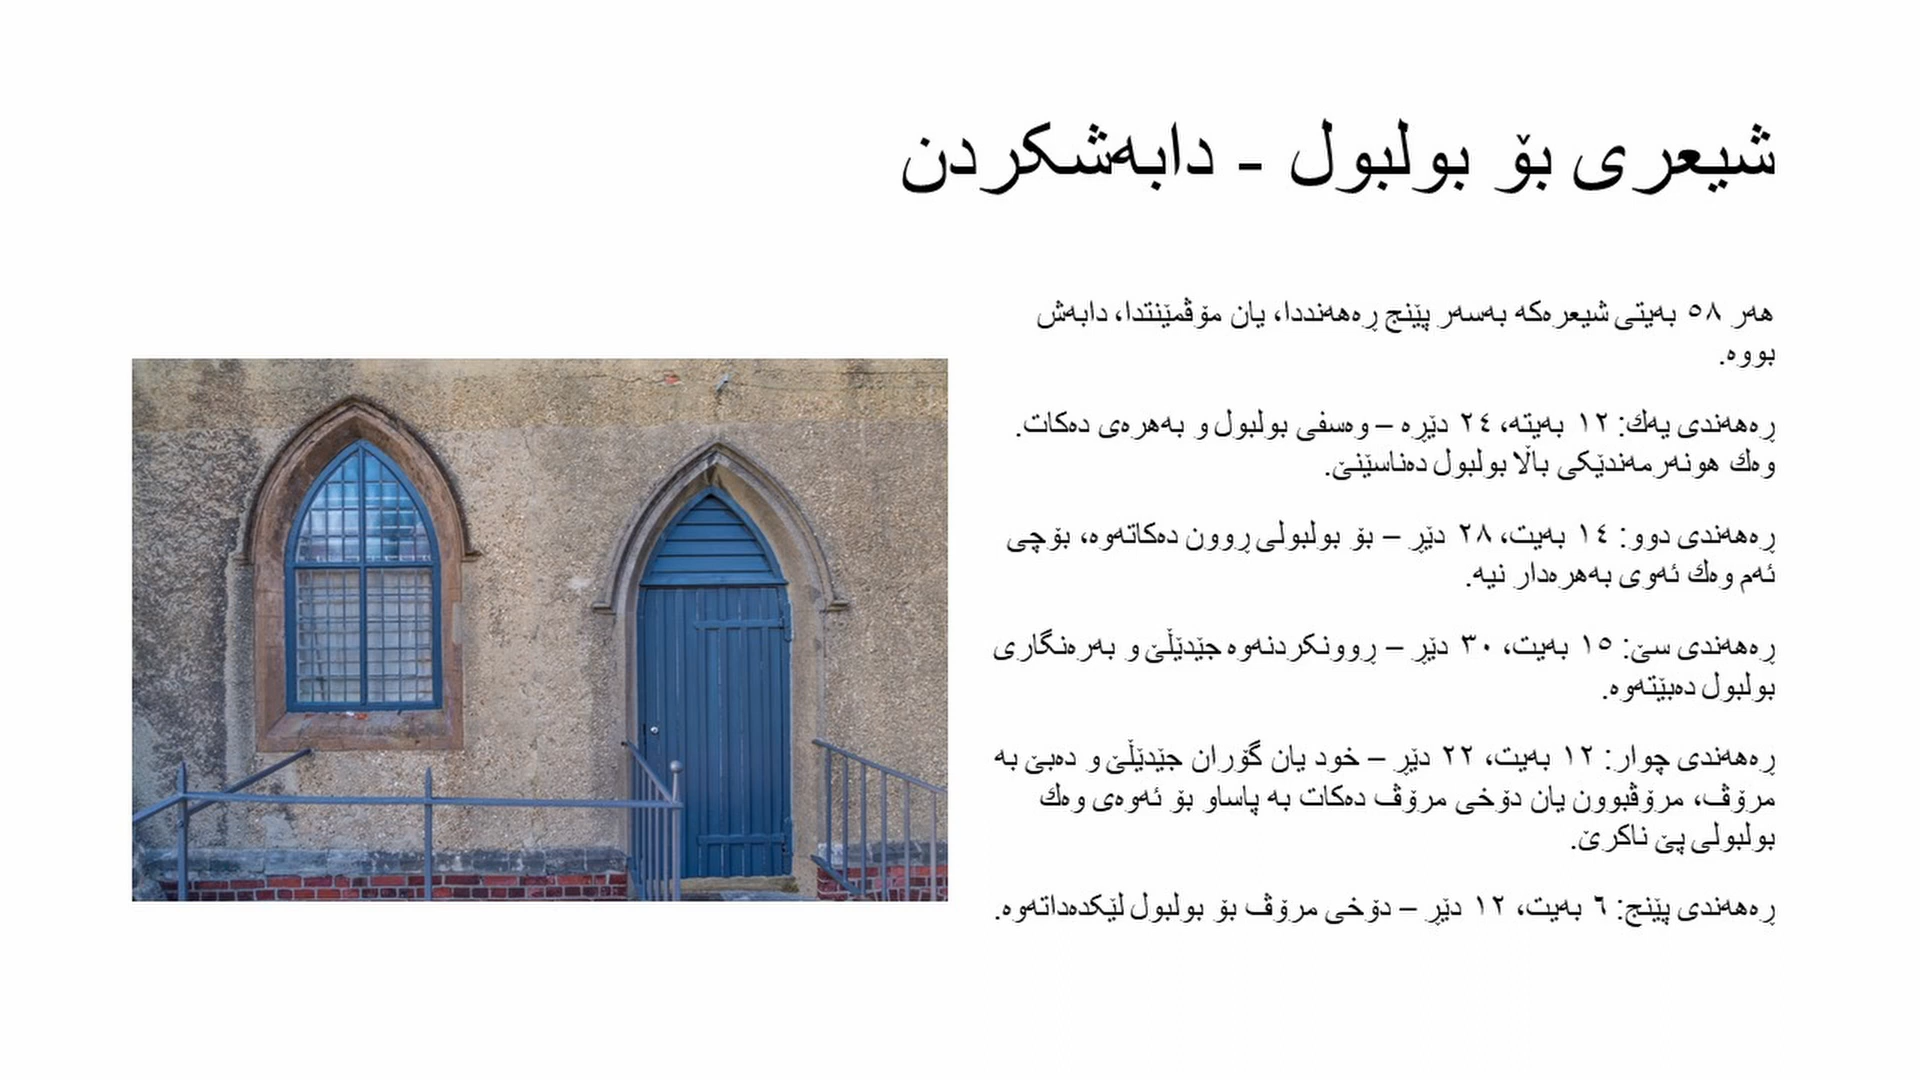 شیعری بۆ بولبول - دابەشکردن
هەر ٥٨ بەیتی شیعرەکە بەسەر پێنج ڕەهەنددا، یان مۆڤمێنتدا، دابەش
بووە.
ڕەهەندی یەك: ١٢ بەیتە، ٢٤ دێڕە – وەسفی بولبول و بەهرەی دەکات.
وەك هونەرمەندێکی باڵا بولبول دەناسێنێ.
ڕەهەندی دوو: ١٤ بەیت، ٢٨ دێڕ – بۆ بولبولی ڕوون دەکاتەوە، بۆچی
ئەم وەك ئەوی بەهرەدار نیە.
ڕەهەندی سێ: ١٥ بەیت، ٣٠ دێڕ – ڕوونکردنەوە جێدێڵێ و بەرەنگاری
بولبول دەبێتەوە.
ڕەهەندی چوار: ١٢ بەیت، ٢٢ دێڕ – خود یان گۆران جێدێڵێ و دەبێ بە
مرۆڤ، مرۆڤبوون یان دۆخی مرۆڤ دەکات بە پاساو بۆ ئەوەی وەك
بولبولی پێ ناکرێ.
ڕەهەندی پێنج: ٦ بەیت، ١٢ دێڕ – دۆخی مرۆڤ بۆ بولبول لێکدەداتەوە.